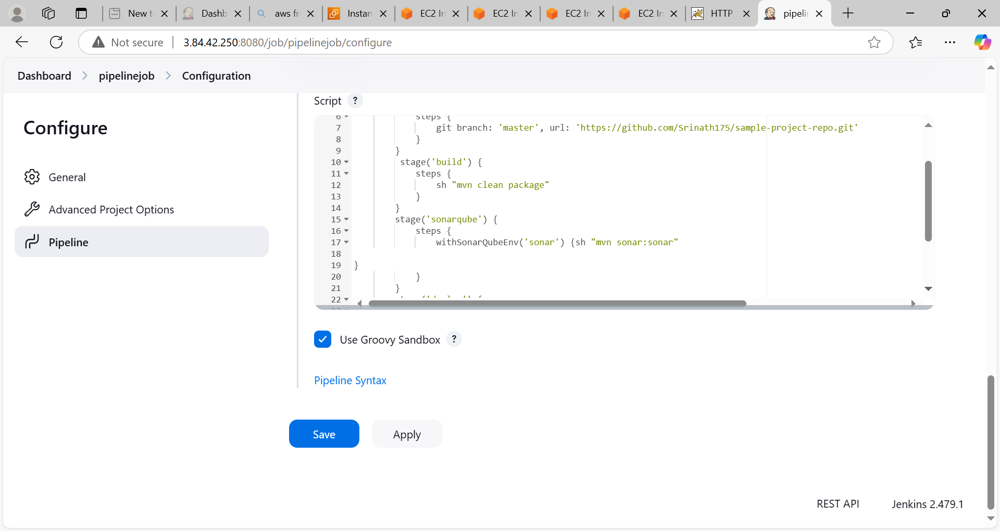 New t
Dashb
aws fr
Instan
EC2 In
EC2 In
EC2 In
EC2 In
HTTP
pipelin
Not secure
3.84.42.250:8080/job/pipelinejob/configure
Dashboard
pipelinejob
Configuration
Configure
General
Advanced Project Options
Pipeline
Script ?
6 steps {
7 git branch: 'master', url: 'https://github.com/Srinath175/sample-project-repo.git'
8 }
9 }
10 stage('build') {
11 steps {
12 sh "mvn clean package"
13 }
14 }
15 stage('sonarqube') {
16 steps {
17 withSonarQubeEnv('sonar') {sh "mvn sonar:sonar"
18
19 }
20 }
21 }
22
Use Groovy Sandbox ?
Pipeline Syntax
Save
Apply
REST API
Jenkins 2.479.1